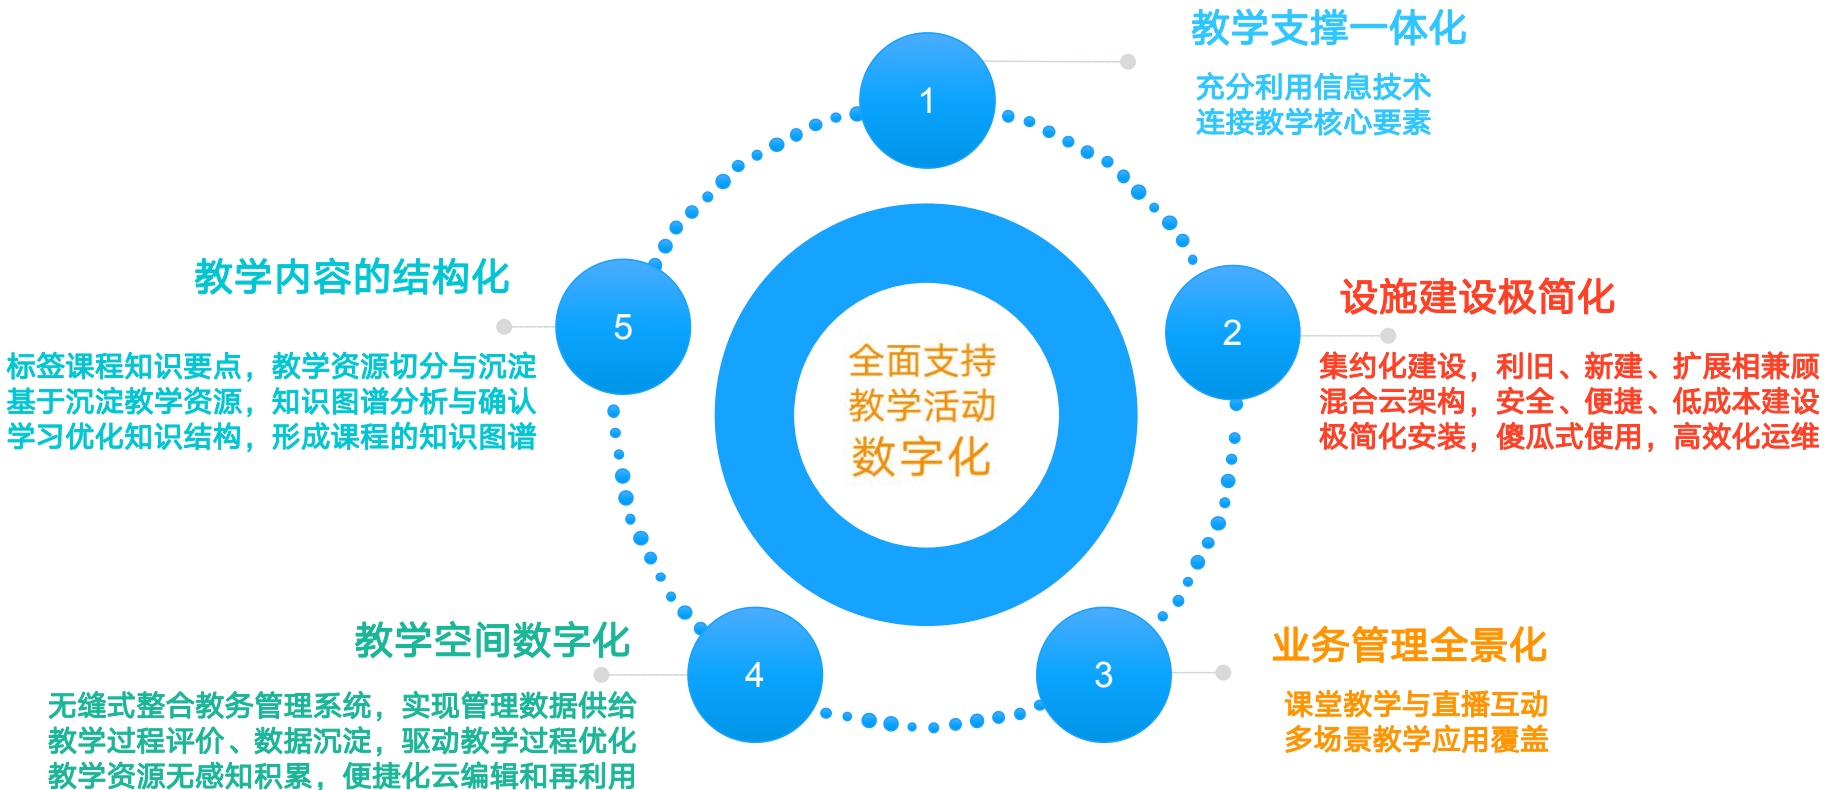 教学支撑一体化
充分利用信息技术
连接教学核心要素
1
2
设施建设极简化
集约化建设，利旧、新建、扩展相兼顾
混合云架构，安全、便捷、低成本建设
极简化安装，傻瓜式使用，高效化运维
3
业务管理全景化
课堂教学与直播互动
多场景教学应用覆盖
4
教学空间数字化
无缝式整合教务管理系统，实现管理数据供给
教学过程评价、数据沉淀，驱动教学过程优化
教学资源无感知积累，便捷化云编辑和再利用
5
教学内容的结构化
标签课程知识要点，教学资源切分与沉淀
基于沉淀教学资源，知识图谱分析与确认
学习优化知识结构，形成课程的知识图谱
全面支持
教学活动
数字化